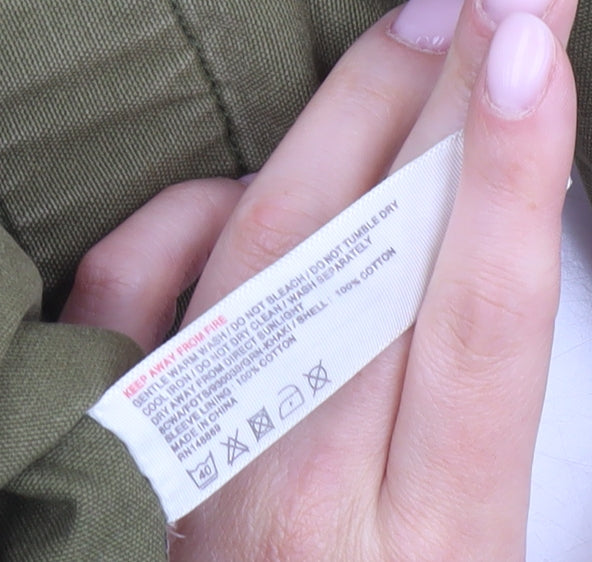 KEEP AWAY FROM FIRE
GENTLE WARM WASH / DO NOT BLEACH / DO NOT TUMBLE DRY
COOL IRON / DO NOT DRY CLEAN / WASH SEPARATELY
DRY AWAY FROM DIRECT SUNLIGHT
KHAKI / SHELL: 100% COTTON
SLEEVE LINING: 100% COTTON
MADE IN CHINA
RN146869
40